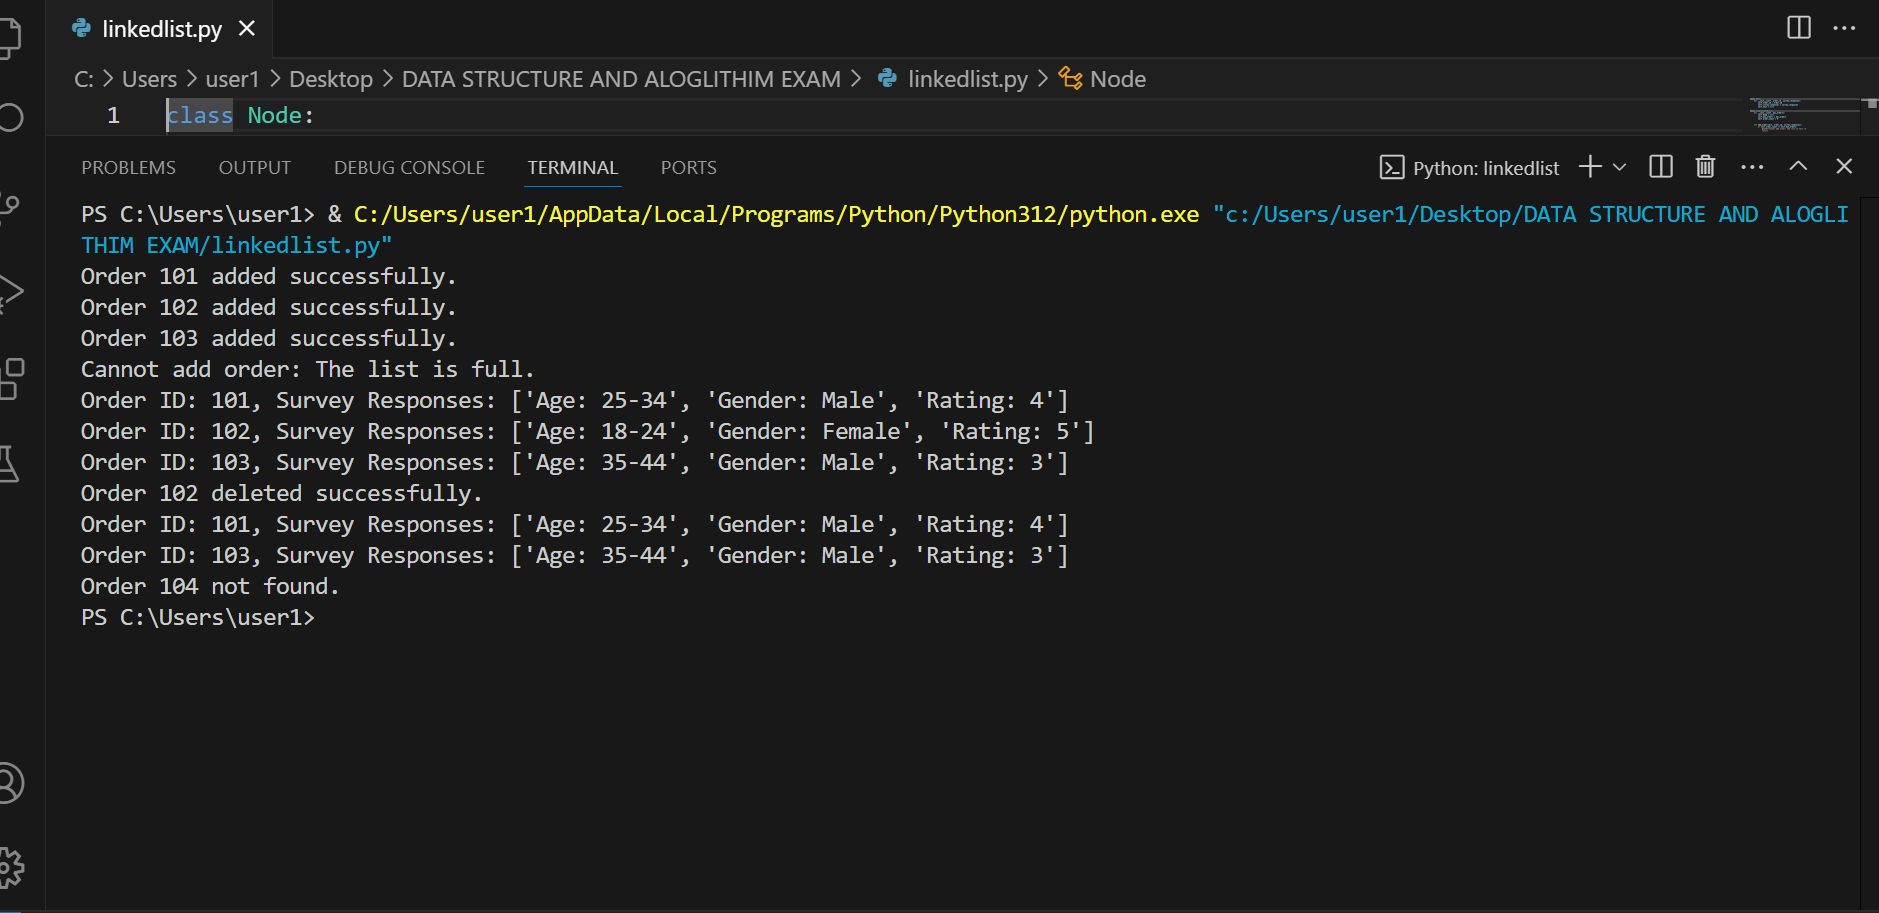 linkedlist.py
C: > Users > user1 > Desktop > DATA STRUCTURE AND ALOGLITHIM EXAM > linkedlist.py > Node
1 class Node:
PROBLEMS OUTPUT DEBUG CONSOLE TERMINAL PORTS Python: linkedlist
PS C:\Users\user1> & C:/Users/user1/AppData/Local/Programs/Python/Python312/python.exe "c:/Users/user1/Desktop/DATA STRUCTURE AND ALOGLI
THIM EXAM/linkedlist.py"
Order 101 added successfully.
Order 102 added successfully.
Order 103 added successfully.
Cannot add order: The list is full.
Order ID: 101, Survey Responses: ['Age: 25-34', 'Gender: Male', 'Rating: 4']
Order ID: 102, Survey Responses: ['Age: 18-24', 'Gender: Female', 'Rating: 5']
Order ID: 103, Survey Responses: ['Age: 35-44', 'Gender: Male', 'Rating: 3']
Order 102 deleted successfully.
Order ID: 101, Survey Responses: ['Age: 25-34', 'Gender: Male', 'Rating: 4']
Order ID: 103, Survey Responses: ['Age: 35-44', 'Gender: Male', 'Rating: 3']
Order 104 not found.
PS C:\Users\user1>